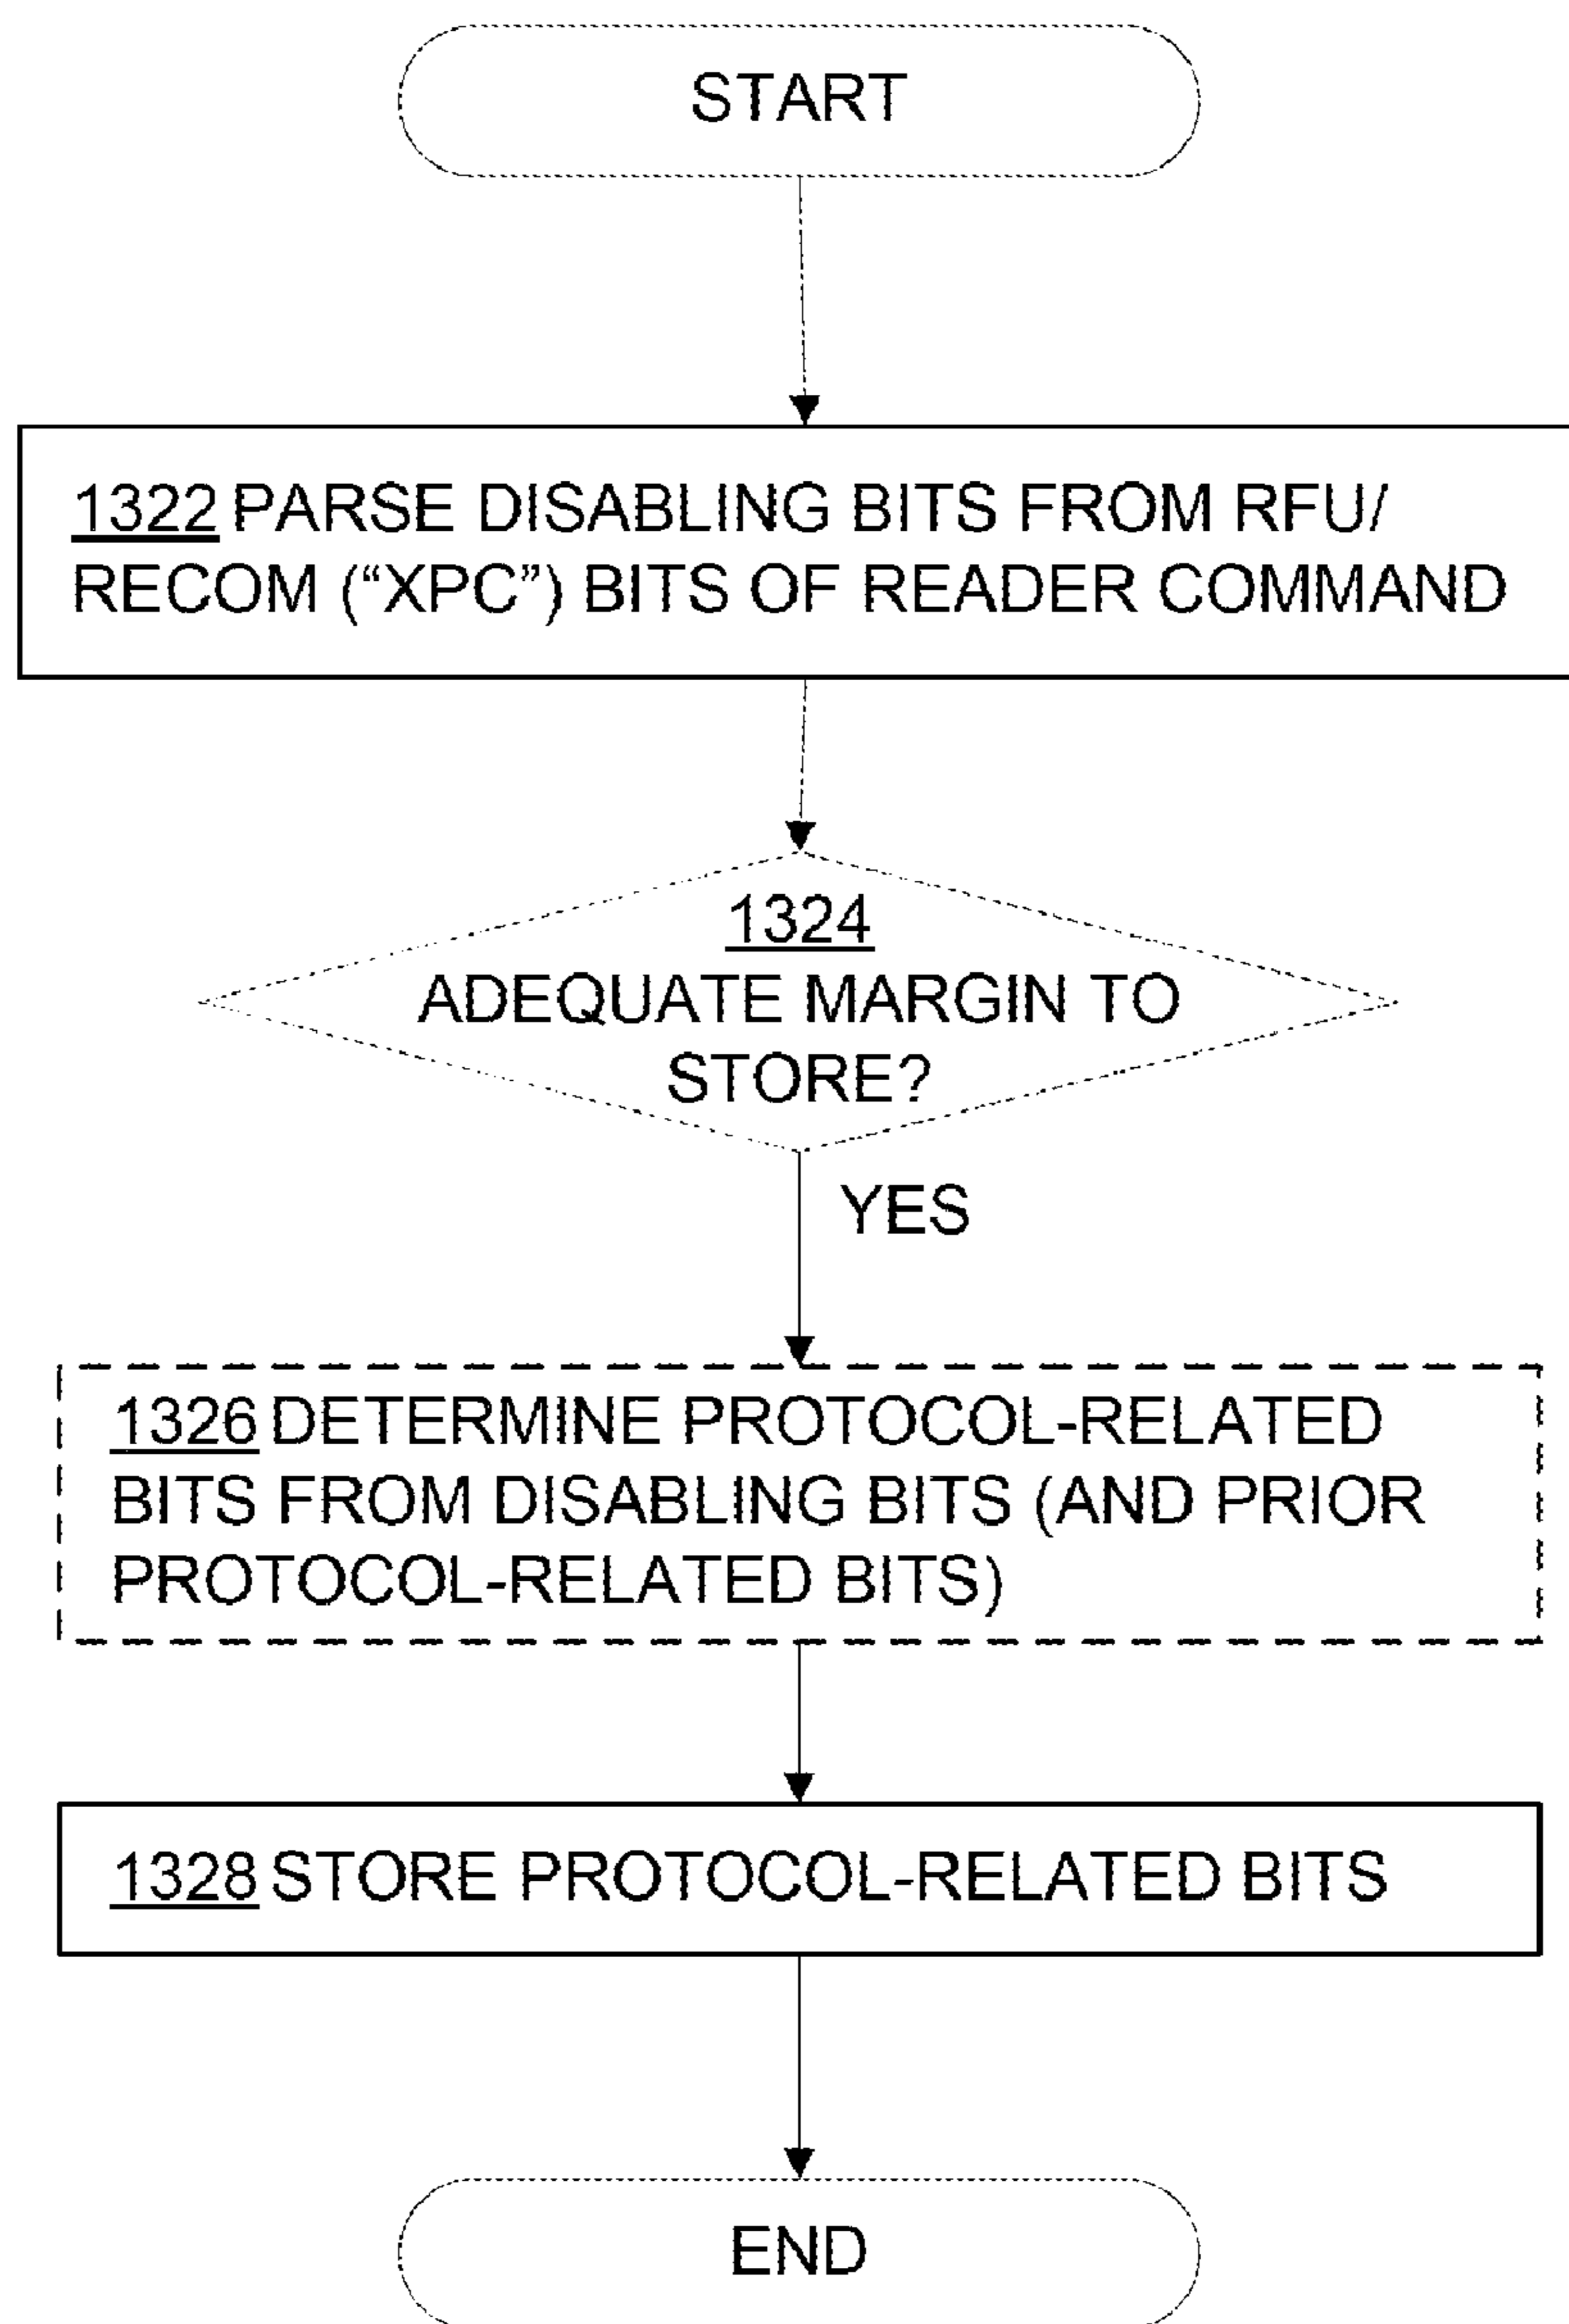 START
1322 PARSE DISABLING BITS FROM RFU/
RECOM (“XPC”) BITS OF READER COMMAND
1324
ADEQUATE MARGIN TO
STORE?
YES
1326 DETERMINE PROTOCOL-RELATED
BITS FROM DISABLING BITS (AND PRIOR
PROTOCOL-RELATED BITS)
1328 STORE PROTOCOL-RELATED BITS
END